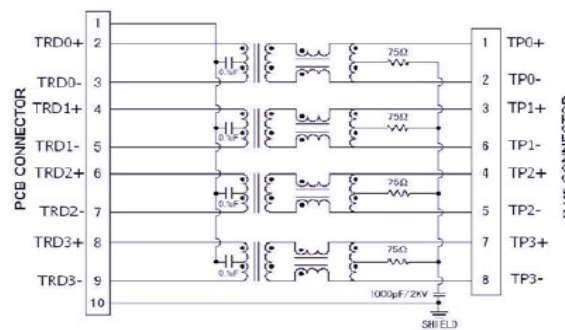 PCB CONNECTOR
1
TRD0+ 2 75Ω 1 TP0+
0.1uF
TRD0- 3 2 TP0-
TRD1+ 4 75Ω 3 TP1+
0.1uF
TRD1- 5 6 TP1-
TRD2+ 6 75Ω 4 TP2+
0.1uF
TRD2- 7 5 TP2-
TRD3+ 8 75Ω 7 TP3+
0.1uF
TRD3- 9 8 TP3-
10 1000pF/2KV
SHIELD